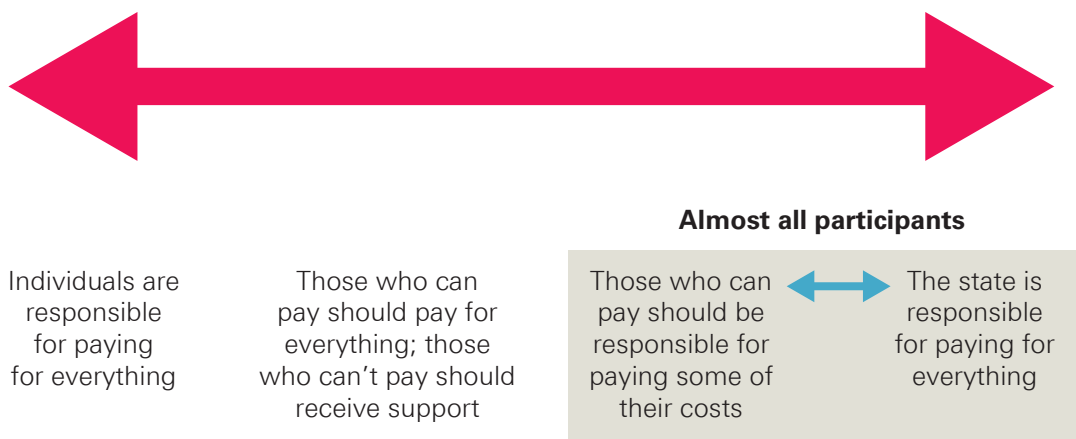 Almost all participants
Individuals are
responsible
for paying
for everything
Those who can
pay should pay for
everything; those
who can't pay should
receive support
Those who can
pay should be
responsible for
paying some of
their costs
The state is
responsible
for paying for
everything